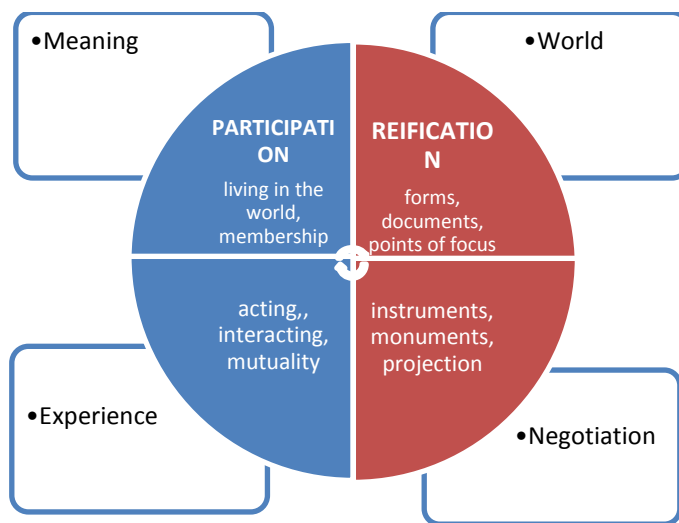 •Meaning
•World
PARTICIPATI
ON
living in the
world,
membership
REIFICATIO
N
forms,
documents,
points of focus
acting,,
interacting,
mutuality
instruments,
monuments,
projection
•Experience
•Negotiation